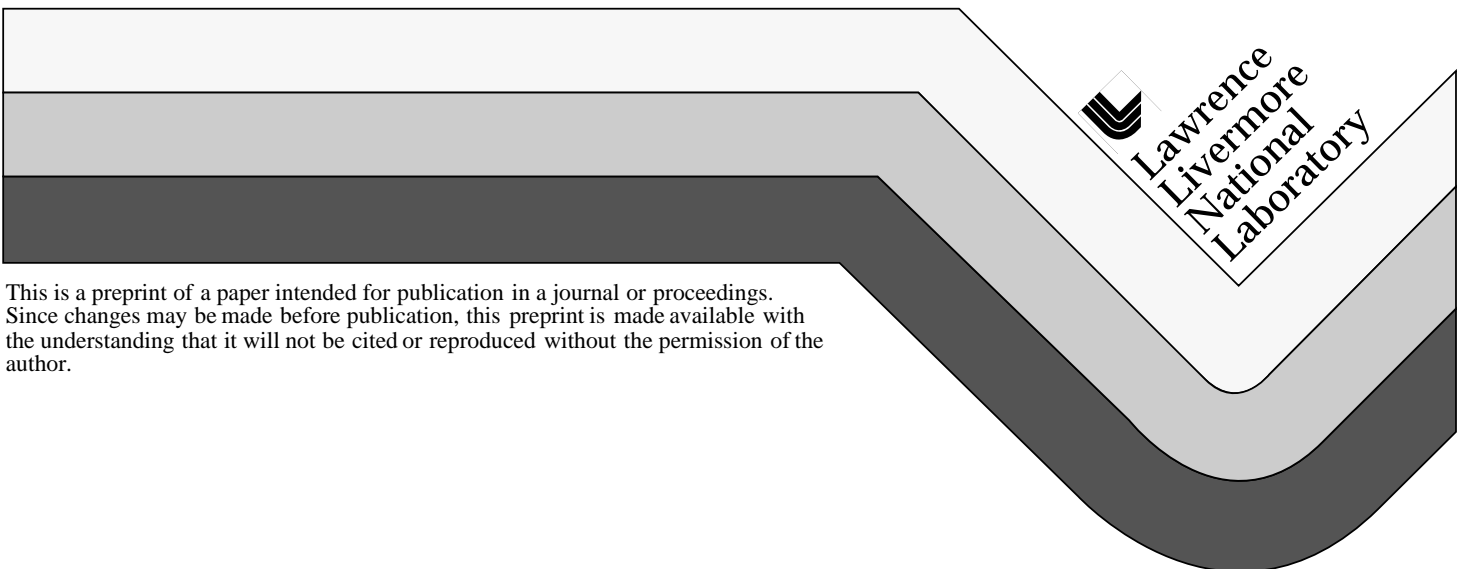 Lawrence
Livermore
National
Laboratory
This is a preprint of a paper intended for publication in a journal or proceedings.
Since changes may be made before publication, this preprint is made available with
the understanding that it will not be cited or reproduced without the permission of the
author.